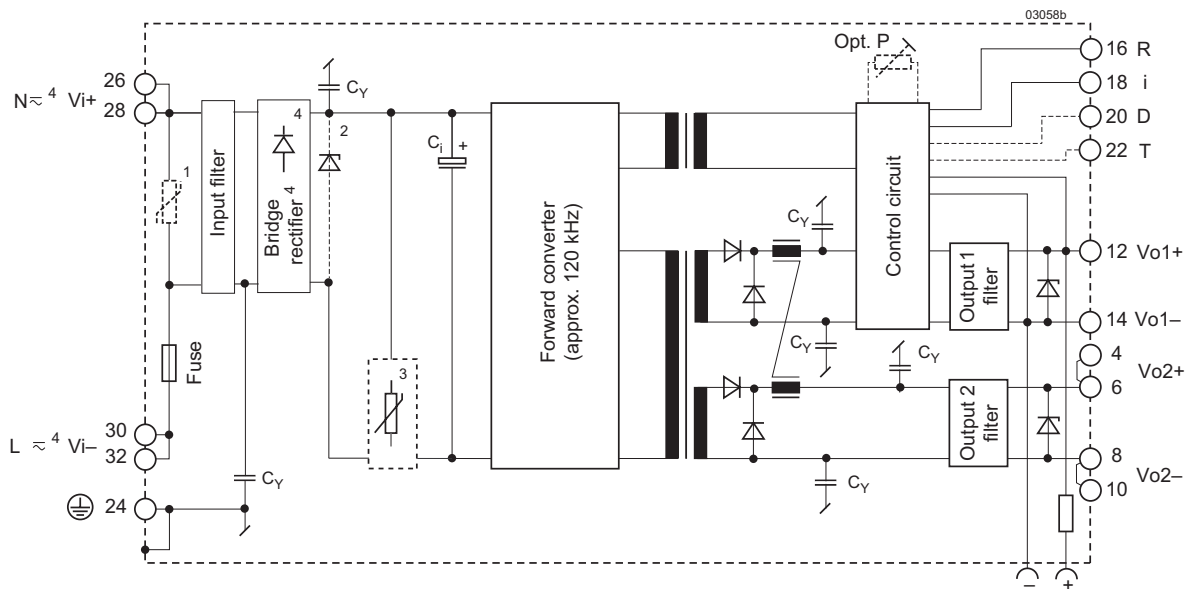 03058b
Opt. P
16 R
18 i
20 D
22 T
26
28
N ≂ 4 Vi+
CY
4
2
1
Input filter
Bridge
rectifier 4
Ci +
Forward converter
(approx. 120 kHz)
Control circuit
CY
Output 1
filter
12 Vo1+
14 Vo1–
CY
Fuse
3
CY
4
Vo2+
6
Output 2
filter
30
L ≂ 4 Vi–
32
8
Vo2–
10
CY
CY
24
– +